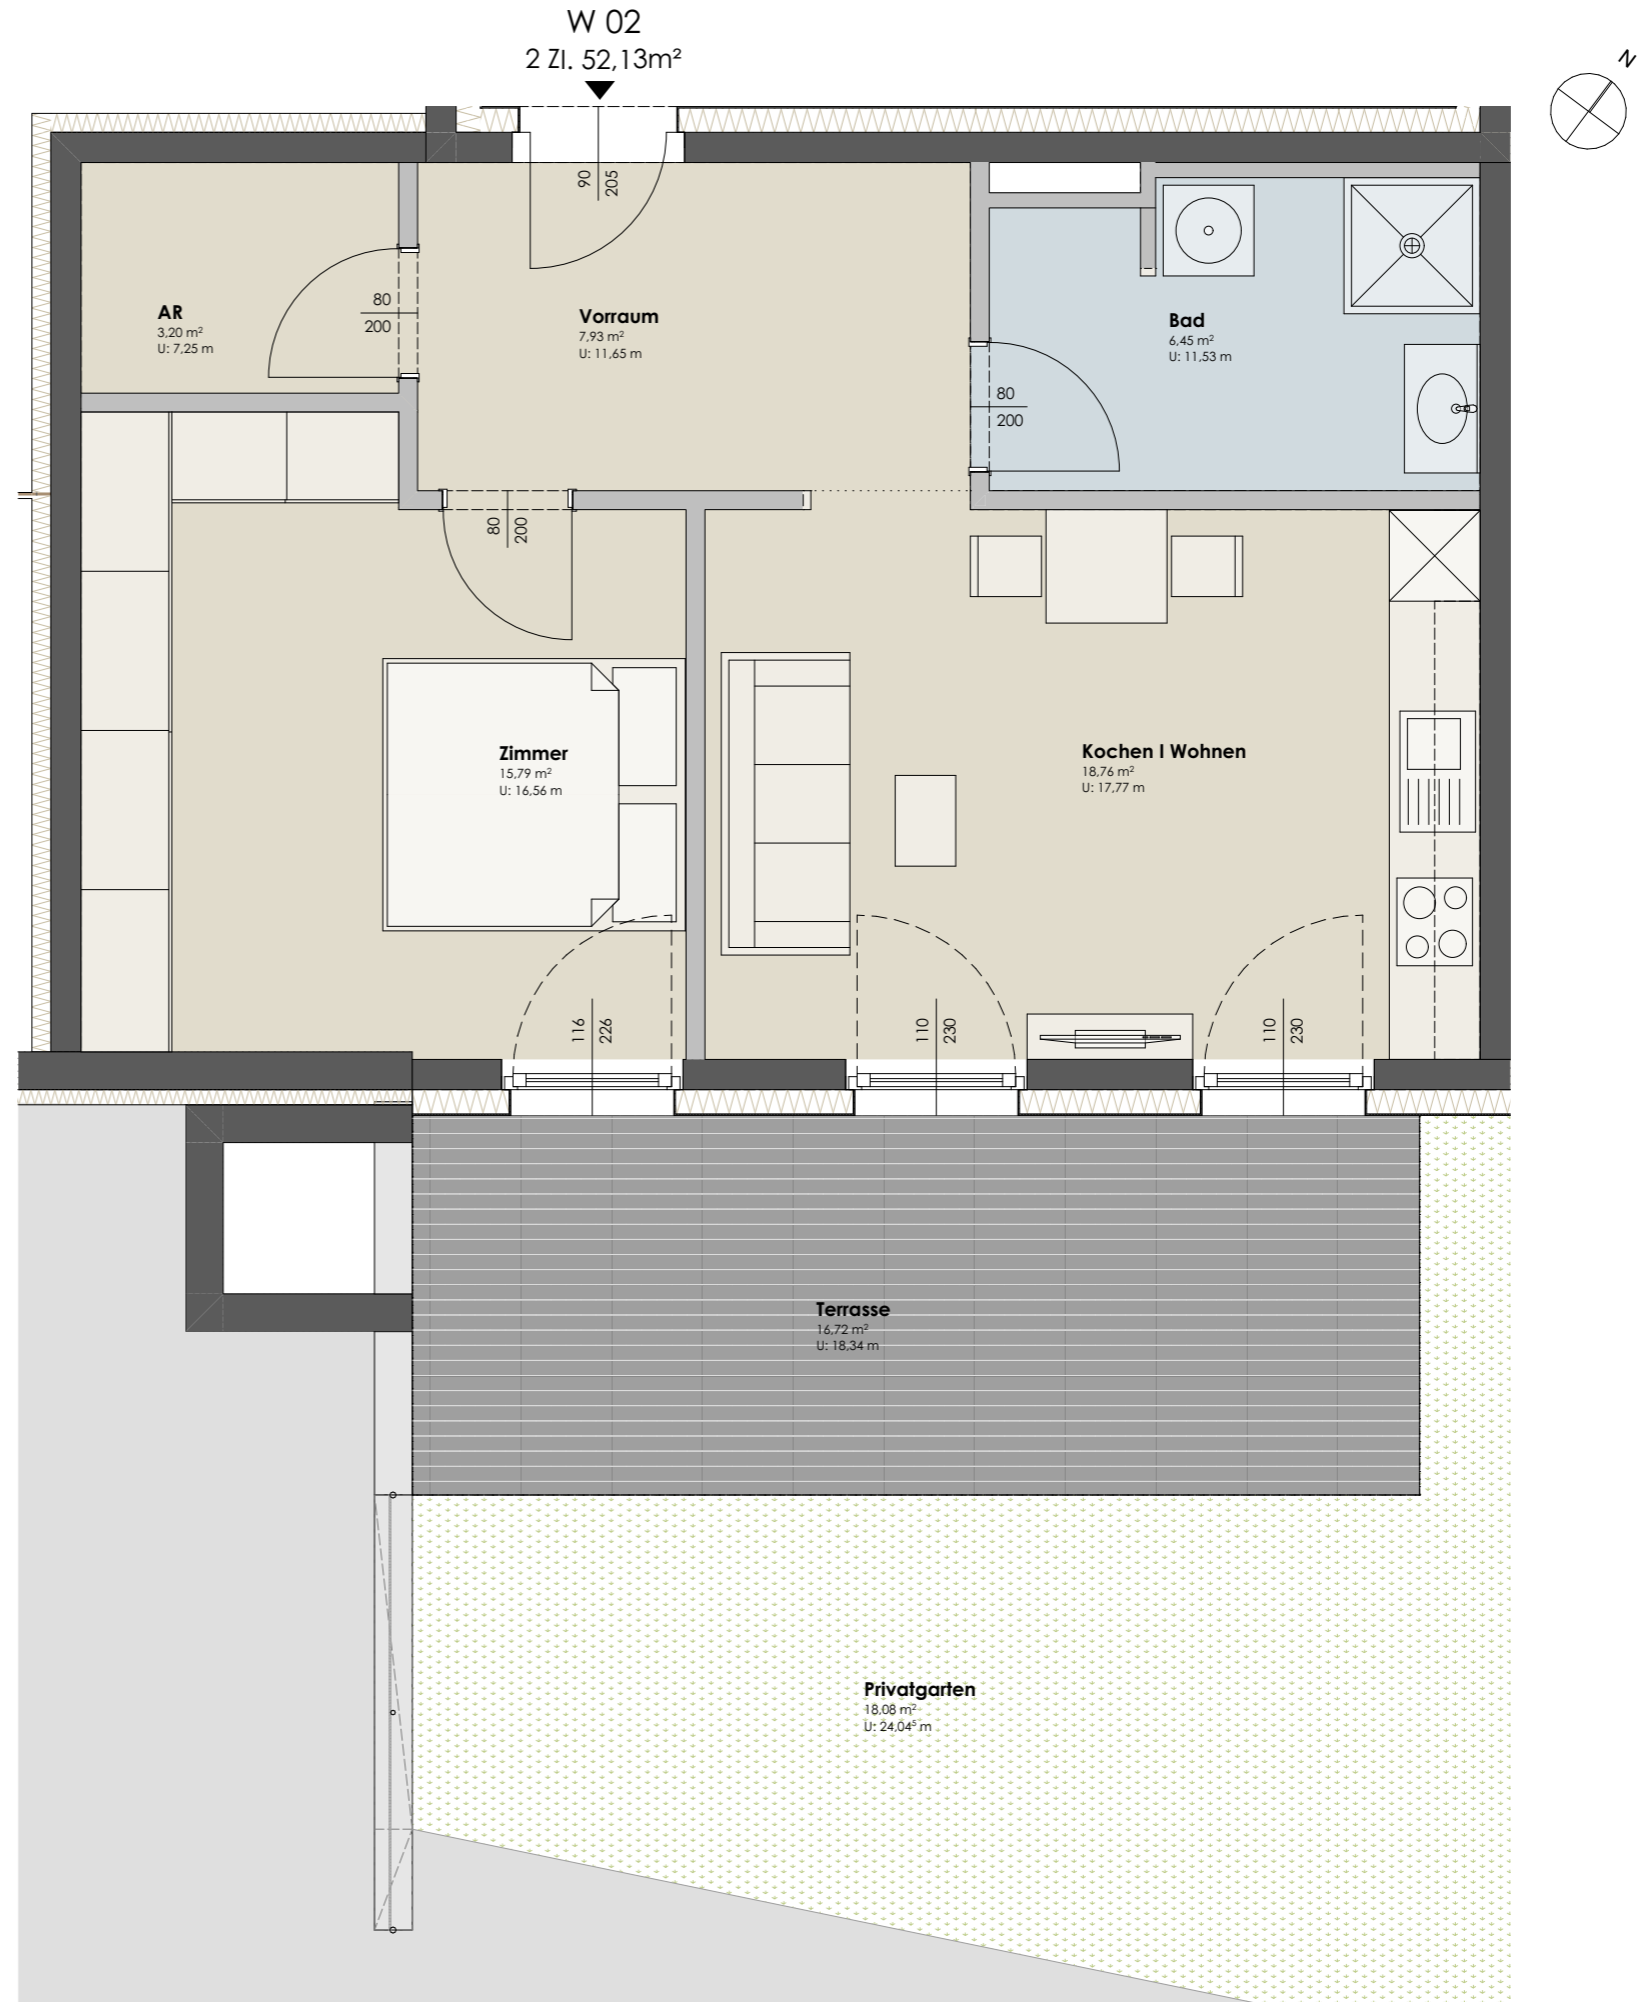 W 02
2 ZI. 52,13m²
N
90
205
AR
3,20 m²
U: 7,25 m
80
200
Vorraum
7,93 m²
U: 11,65 m
Bad
6,45 m²
U: 11,53 m
80
200
80
200
Zimmer
15,79 m²
U: 16,56 m
Kochen I Wohnen
18,76 m²
U: 17,77 m
116
226
110
230
110
230
Terrasse
16,72 m²
U: 18,34 m
Privatgarten
18,08 m²
U: 24,04⁵ m